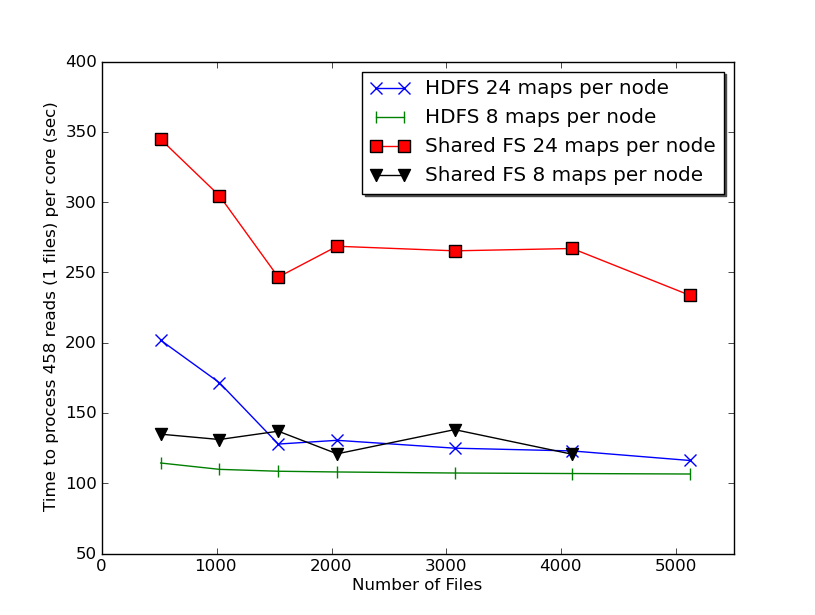 400
350
300
250
200
150
100
50
0
1000
2000
3000
4000
5000
Number of Files
Time to process 458 reads (1 files) per core (sec)
HDFS 24 maps per node
HDFS 8 maps per node
Shared FS 24 maps per node
Shared FS 8 maps per node